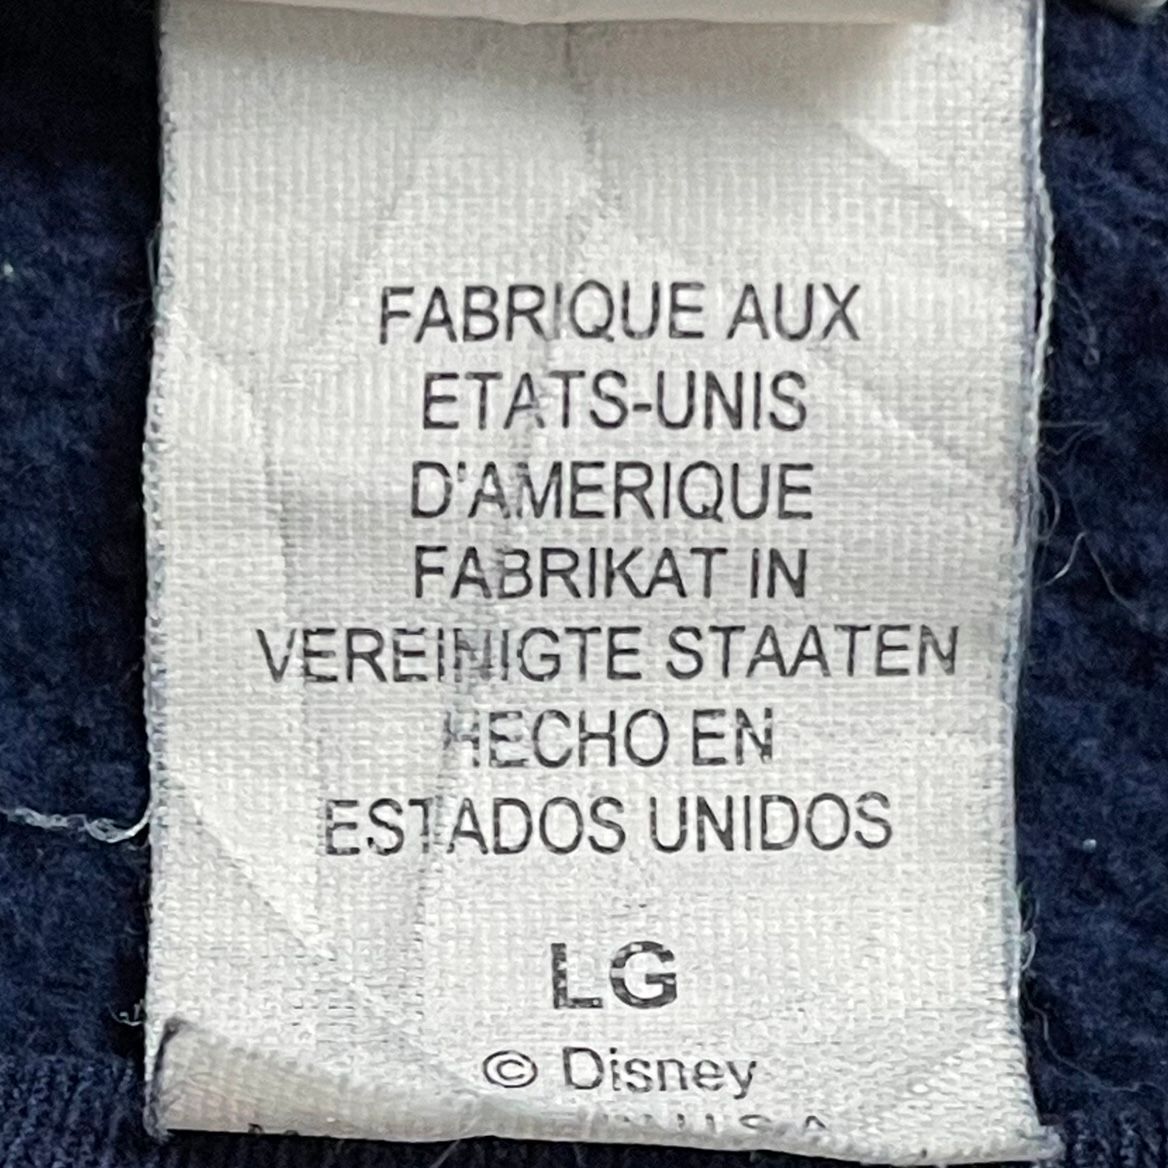 FABRIQUE AUX
ETATS-UNIS
D'AMERIQUE
FABRIKAT IN
VEREINIGTE STAATEN
HECHO EN
ESTADOS UNIDOS
LG
© Disney